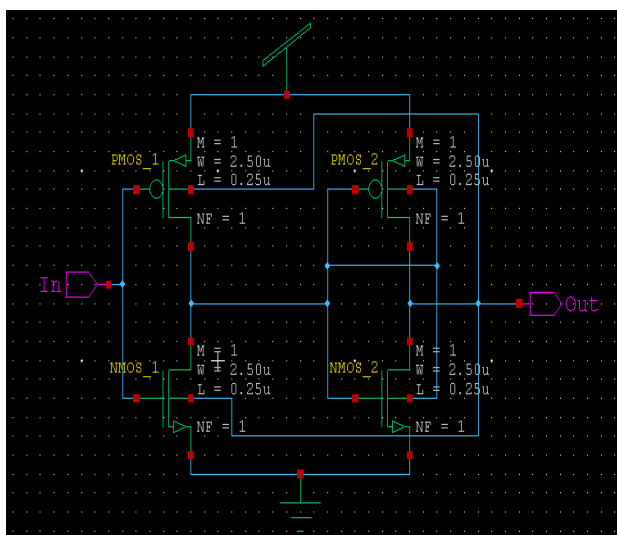 PMOS_1
M = 1
W = 2.50u
L = 0.25u
NF = 1
PMOS_2
M = 1
W = 2.50u
L = 0.25u
NF = 1
In
Out
NMOS_1
M = 1
W = 2.50u
L = 0.25u
NF = 1
NMOS_2
M = 1
W = 2.50u
L = 0.25u
NF = 1